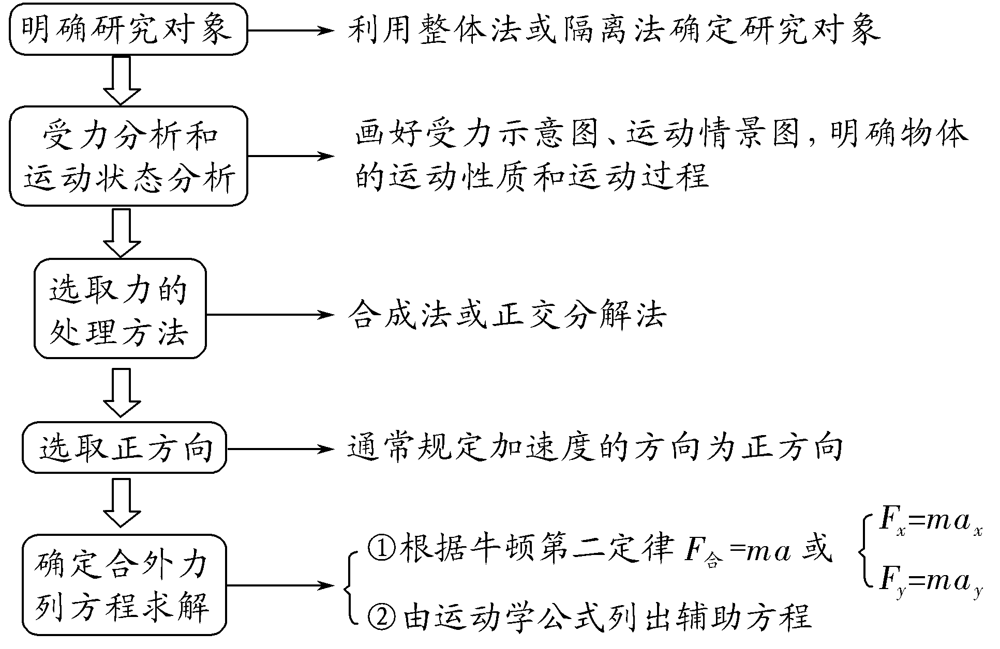 明确研究对象
利用整体法或隔离法确定研究对象
受力分析和
运动状态分析
画好受力示意图、运动情景图，明确物体
的运动性质和运动过程
选取力的
处理方法
合成法或正交分解法
选取正方向
通常规定加速度的方向为正方向
确定合外力
列方程求解
①根据牛顿第二定律F合=ma或
Fx=max
Fy=may
②由运动学公式列出辅助方程